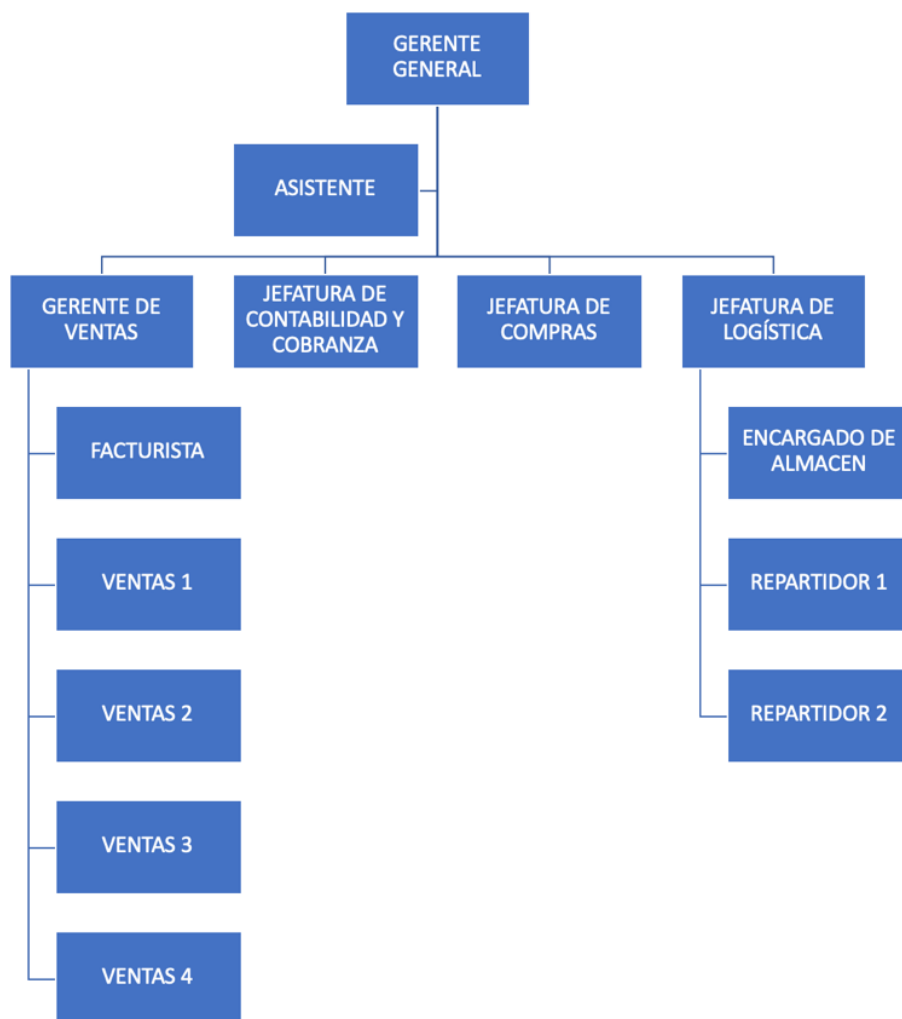 GERENTE
GENERAL
ASISTENTE
GERENTE DE
VENTAS
JEFATURA DE
CONTABILIDAD Y
COBRANZA
JEFATURA DE
COMPRAS
JEFATURA DE
LOGÍSTICA
FACTURISTA
VENTAS 1
VENTAS 2
VENTAS 3
VENTAS 4
ENCARGADO DE
ALMACEN
REPARTIDOR 1
REPARTIDOR 2